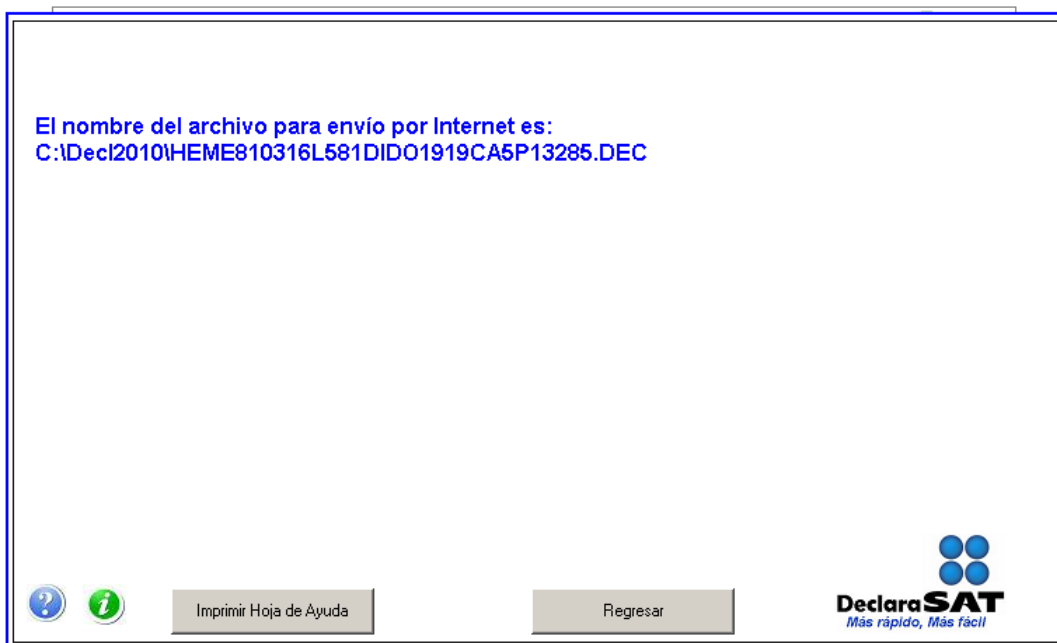 El nombre del archivo para envío por Internet es:
C:\Decl2010\HEME810316L581DIDO1919CA5P13285.DEC
? i Imprimir Hoja de Ayuda Regresar
DeclaraSAT
Más rápido, Más fácil